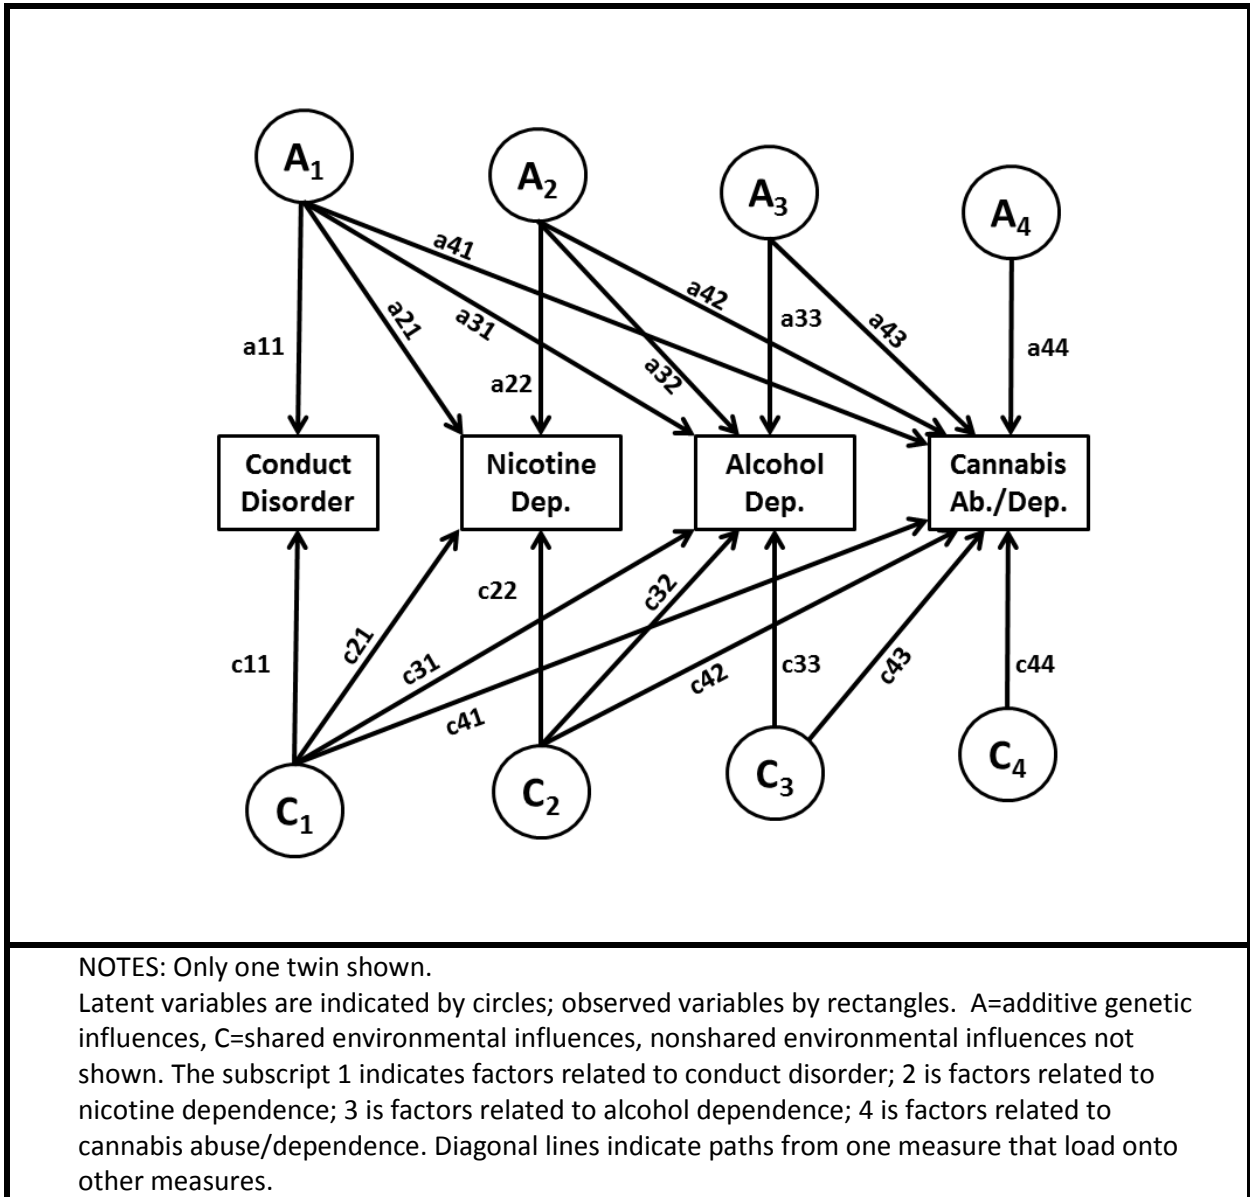 A1
A2
A3
A4
a41
a42
a21
a31
a33
a43
a11
a22
a32
a44
Conduct
Disorder
Nicotine
Dep.
Alcohol
Dep.
Cannabis
Ab./Dep.
c22
c32
c11
c21
c31
c41
c42
c33
c43
c44
C1
C2
C3
C4
NOTES: Only one twin shown.
Latent variables are indicated by circles; observed variables by rectangles.  A=additive genetic
influences, C=shared environmental influences, nonshared environmental influences not
shown. The subscript 1 indicates factors related to conduct disorder; 2 is factors related to
nicotine dependence; 3 is factors related to alcohol dependence; 4 is factors related to
cannabis abuse/dependence. Diagonal lines indicate paths from one measure that load onto
other measures.